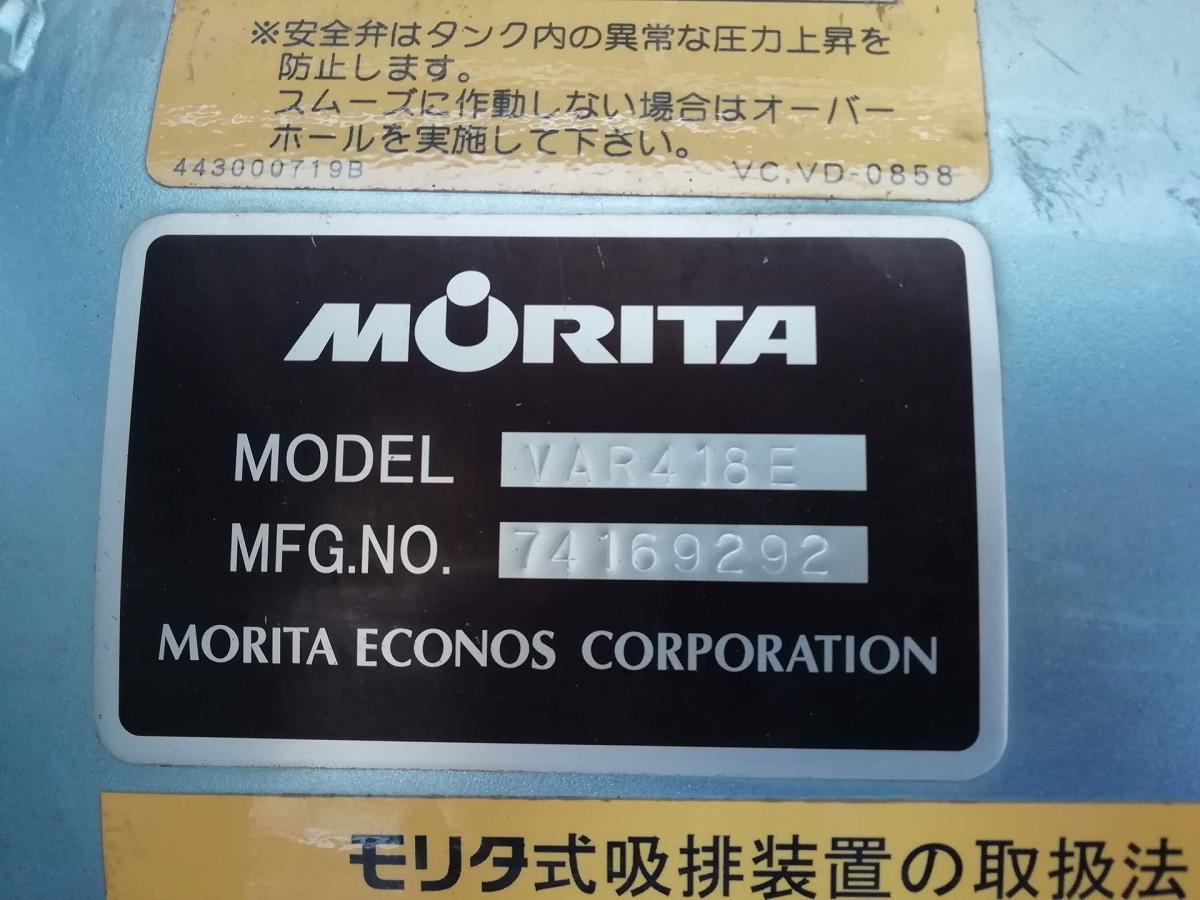 ※安全弁はタンク内の異常な圧力上昇を
防止します。
スムーズに作動しない場合はオーバー
ホールを実施して下さい。
443000719B VC,VD-0858
MORITA
MODEL VAR418E
MFG.NO. 74169292
MORITA ECONOS CORPORATION
モリタ式吸排装置の取扱法